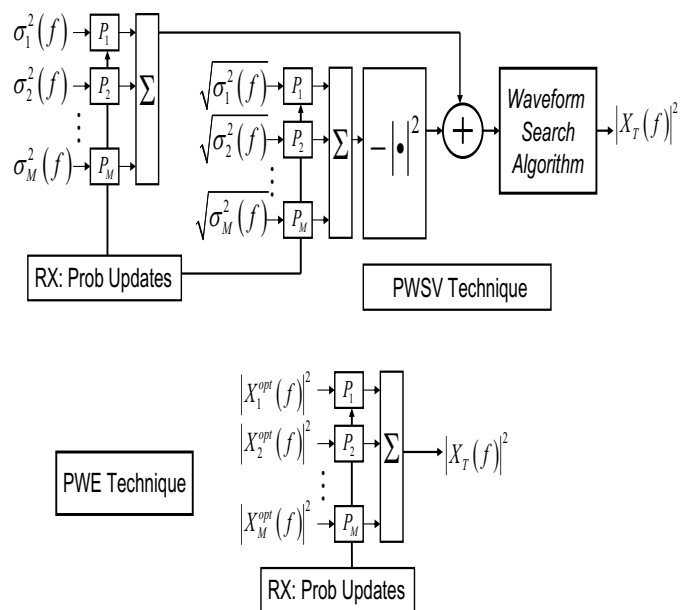 σ₁²(f) P₁
σ₂²(f) P₂ Σ
⋮ ⋮
σ_M²(f) P_M
RX: Prob Updates
√σ₁²(f) P₁
√σ₂²(f) P₂ Σ
⋮ ⋮
√σ_M²(f) P_M
−|•|²
+
Waveform
Search
Algorithm
|X_T(f)|²
PWSV Technique
PWE Technique
|X₁^opt(f)|² P₁
|X₂^opt(f)|² P₂ Σ |X_T(f)|²
⋮
|X_M^opt(f)|² P_M
RX: Prob Updates